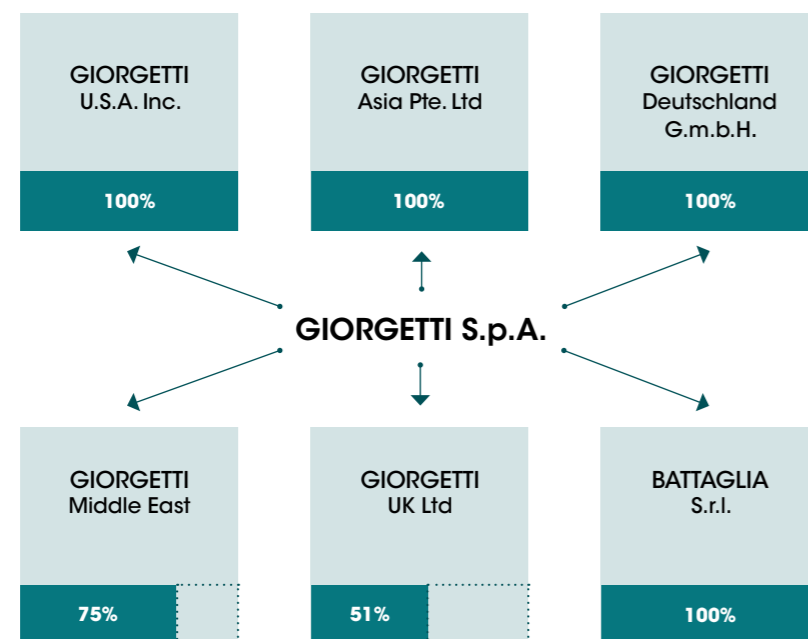 GIORGETTI
U.S.A. Inc.
100%
GIORGETTI
Asia Pte. Ltd
100%
GIORGETTI
Deutschland
G.m.b.H.
100%
GIORGETTI S.p.A.
GIORGETTI
Middle East
75%
GIORGETTI
UK Ltd
51%
BATTAGLIA
S.r.l.
100%